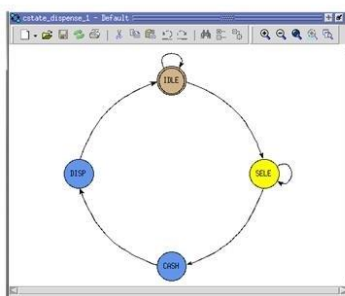 cstate_dispense_1 - Default
IDLE
DISP
SELE
CASH